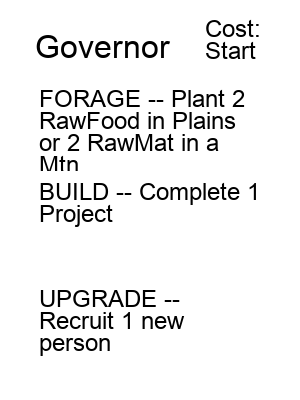 Governor
Cost:
Start
FORAGE -- Plant 2
RawFood in Plains
or 2 RawMat in a
Mtn
BUILD -- Complete 1
Project
UPGRADE --
Recruit 1 new
person